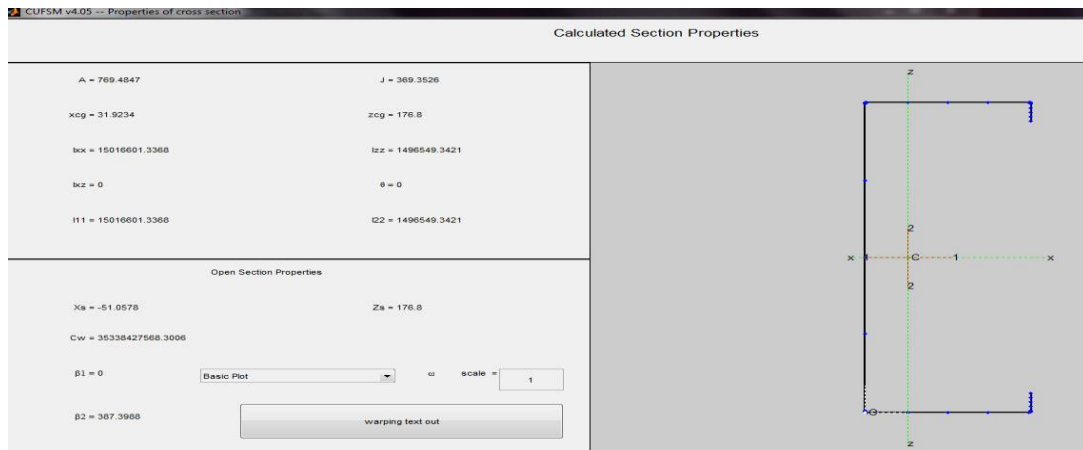 CUFSM v4.05 -- Properties of cross section
Calculated Section Properties
A = 769.4847
J = 369.3526
xcg = 31.9234
zcg = 176.8
Ixx = 15016601.3368
Izz = 1496549.3421
Ixz = 0
θ = 0
I11 = 15016601.3368
I22 = 1496549.3421
Open Section Properties
Xs = -51.0578
Zs = 176.8
Cw = 35338427568.3006
β1 = 0
Basic Plot
scale =
1
β2 = 387.3988
warping text out
z
2
x
1
C
1
x
2
O
z